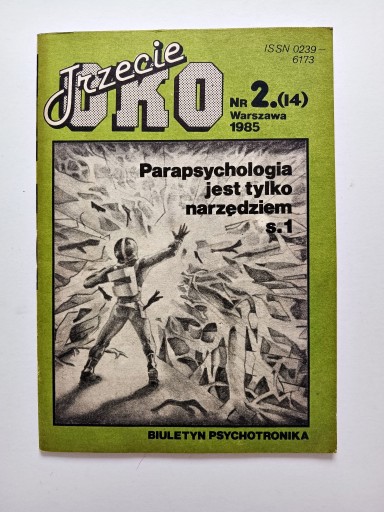 Trzecie
OKO
ISSN 0239–
6173
NR 2.(14)
Warszawa
1985
Parapsychologia
jest tylko
narzędziem
s.1
BIULETYN PSYCHOTRONIKA